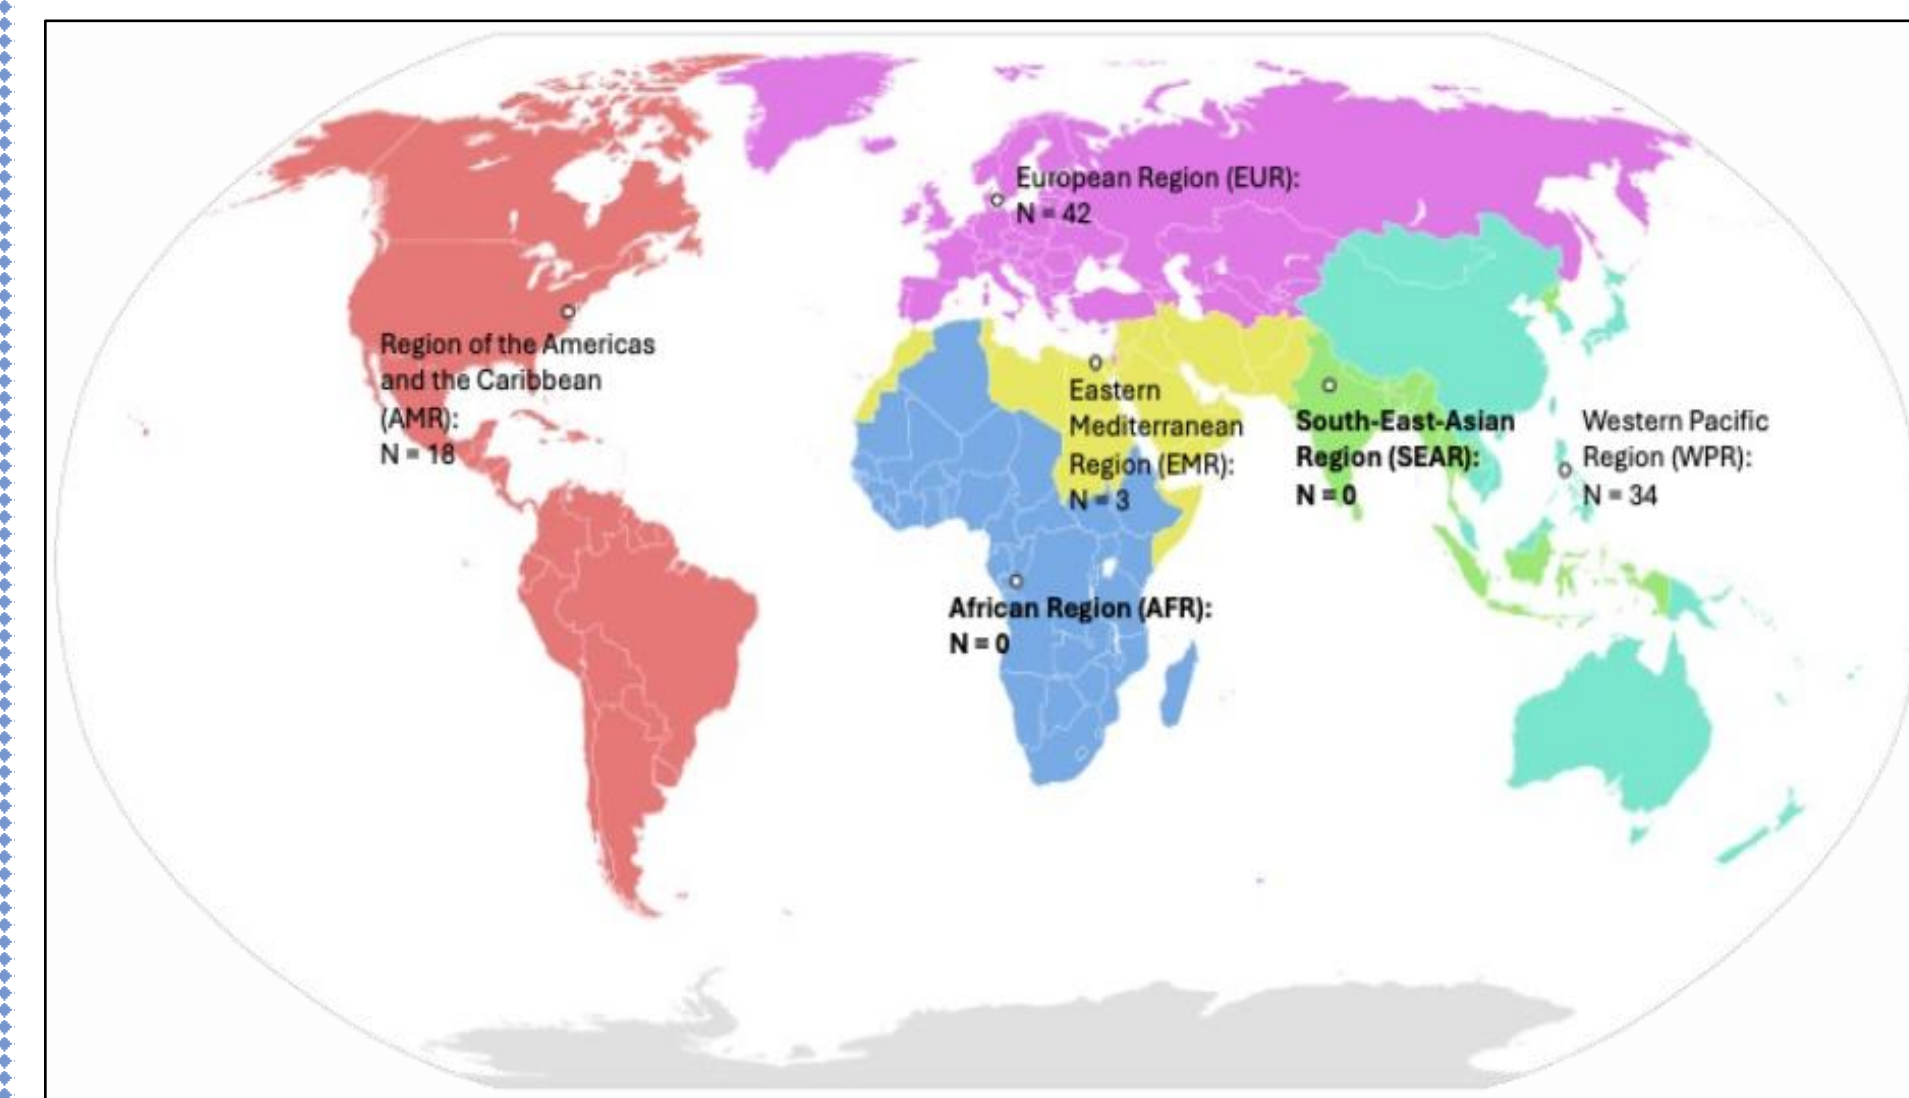 European Region (EUR):
N = 42
Region of the Americas
and the Caribbean
(AMR):
N = 18
Eastern
Mediterranean
Region (EMR):
N = 3
South-East-Asian
Region (SEAR):
N = 0
Western Pacific
Region (WPR):
N = 34
African Region (AFR):
N = 0